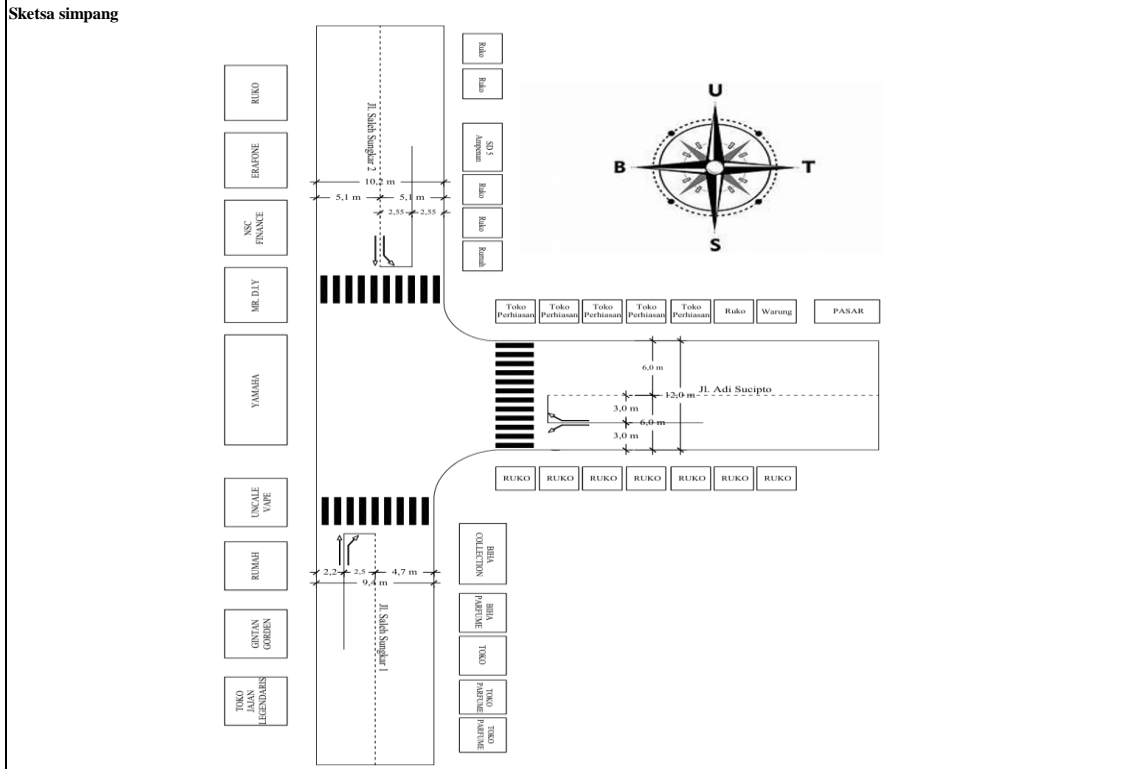 Sketsa simpang
RUKO
ERAFONE
NSC
FINANCE
MR. D.I.Y
YAMAHA
UNCALE
VAPE
RUMAH
GINTAN
GORDEN
TOKO
JAJAN
LEGENDARIS
Jl. Saleh Sungkar 2
10,2 m
5,1 m
5,1 m
2,55
2,55
Ruko
Ruko
SD 5
Ampenan
Ruko
Ruko
Rumah
U
B
T
S
Toko
Perhiasan
Toko
Perhiasan
Toko
Perhiasan
Toko
Perhiasan
Toko
Perhiasan
Ruko
Warung
PASAR
6,0 m
Jl. Adi Sucipto
12,0 m
3,0 m
6,0 m
3,0 m
RUKO
RUKO
RUKO
RUKO
RUKO
RUKO
RUKO
2,2
2,5
4,7 m
9,4 m
Jl. Saleh Sungkar 1
BIHA
COLLECTION
BIHA
PARFUME
TOKO
TOKO
PARFUME
TOKO
PARFUME